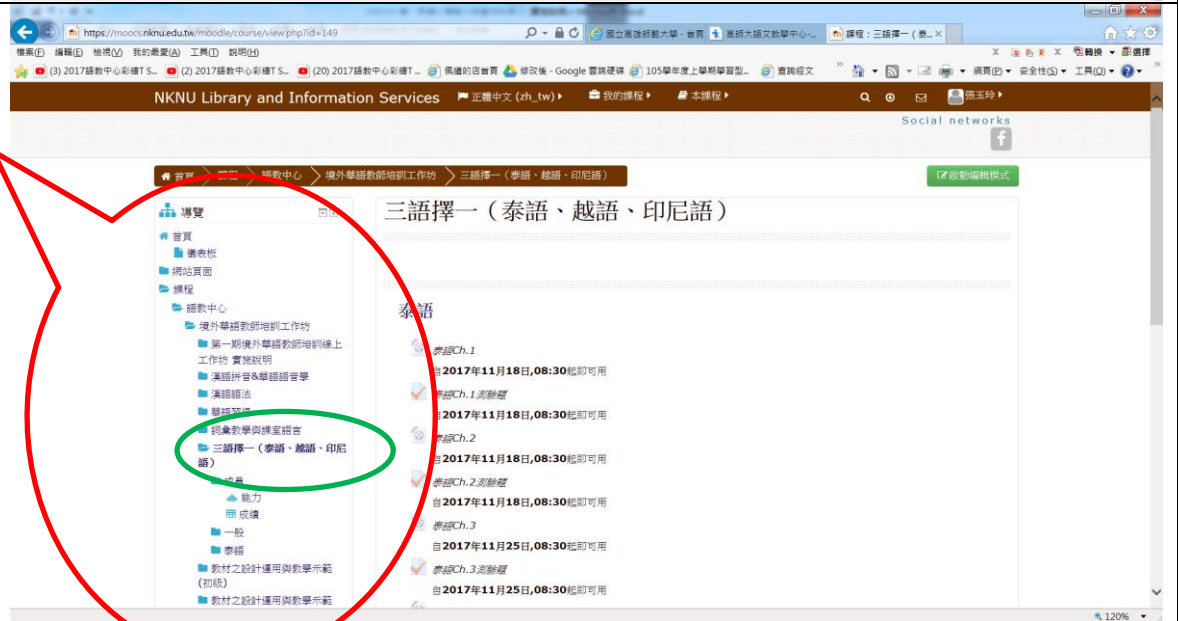 https://moocs.nknu.edu.tw/moodle/course/view.php?id=149
國立高雄師範大學 - 首頁
高師大語文教學中心-...
課程：三語擇一（泰...
檔案(F) 編輯(E) 檢視(V) 我的最愛(A) 工具(T) 說明(H)
X
轉換
選擇
(3) 2017語教中心彩繪T S...
(2) 2017語教中心彩繪T S...
(20) 2017語教中心彩繪T ...
修改後 - Google 雲端硬碟
105學年度上學期學習型...
查詢經文
網頁(P)
安全性(S)
工具(O)
NKNU Library and Information Services
正體中文 (zh_tw)
我的課程
本課程
張玉玲
Social networks
首頁
課程
語教中心
境外華語教師培訓工作坊
三語擇一（泰語、越語、印尼語）
啟動編輯模式
導覽
首頁
儀表板
網站頁面
課程
語教中心
境外華語教師培訓工作坊
第一期境外華語教師培訓線上
工作坊 實施說明
漢語拼音&華語語音學
漢語語法
詞彙教學與課室語言
三語擇一（泰語、越語、印尼
語）
成員
能力
成績
一般
泰語
教材之設計運用與教學示範
(初級)
教材之設計運用與教學示範
三語擇一（泰語、越語、印尼語）
泰語
泰語Ch.1
自2017年11月18日,08:30起即可用
泰語Ch.1測驗題
自2017年11月18日,08:30起即可用
泰語Ch.2
自2017年11月18日,08:30起即可用
泰語Ch.2測驗題
自2017年11月18日,08:30起即可用
泰語Ch.3
自2017年11月25日,08:30起即可用
泰語Ch.3測驗題
自2017年11月25日,08:30起即可用
120%